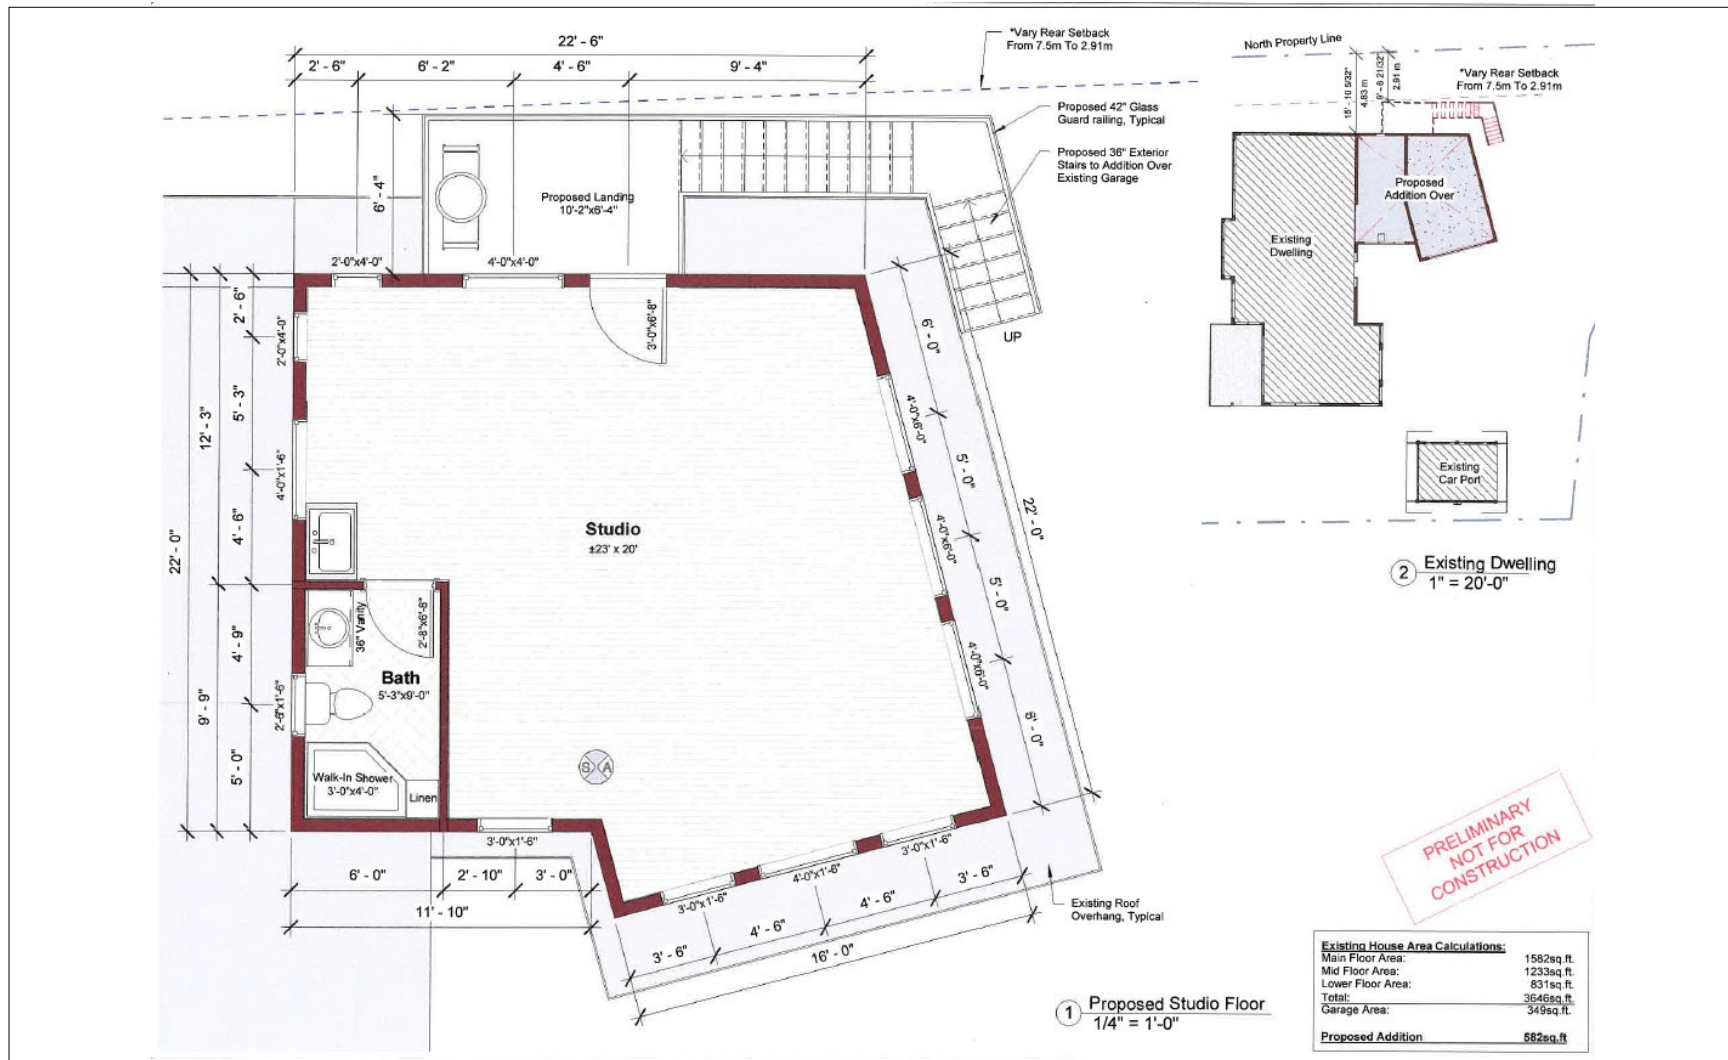 22' - 6"
2' - 6"
6' - 2"
4' - 6"
9' - 4"
*Vary Rear Setback
From 7.5m To 2.91m
Proposed 42" Glass
Guard railing, Typical
Proposed 36" Exterior
Stairs to Addition Over
Existing Garage
6' - 4"
Proposed Landing
10'-2"x6'-4"
2'-0"x4'-0"
4'-0"x4'-0"
3'-0"x6'-8"
UP
2' - 6"
2'-0"x4'-0"
5' - 3"
12' - 3"
4'-0"x1'-6"
4' - 6"
22' - 0"
6' - 0"
4'-0"x6'-0"
5' - 0"
4'-0"x6'-0"
22' - 0"
5' - 0"
4'-0"x6'-0"
6' - 0"
Studio
±23' x 20'
36" Vanity
2'-8"x6'-8"
4' - 9"
Bath
5'-3"x9'-0"
9' - 9"
2'-6"x1'-6"
5' - 0"
Walk-In Shower
3'-0"x4'-0"
Linen
S A
3'-0"x1'-6"
3'-0"x1'-6"
4'-0"x1'-6"
3'-0"x1'-6"
6' - 0"
2' - 10"
3' - 0"
11' - 10"
3' - 6"
4' - 6"
4' - 6"
3' - 6"
16' - 0"
Existing Roof
Overhang, Typical
1 Proposed Studio Floor
1/4" = 1'-0"
North Property Line
15' - 10 5/32"
4.83 m
9' - 6 21/32"
2.91 m
*Vary Rear Setback
From 7.5m To 2.91m
Proposed
Addition Over
Existing
Dwelling
Existing
Car Port
2 Existing Dwelling
1" = 20'-0"
PRELIMINARY
NOT FOR
CONSTRUCTION
Existing House Area Calculations:
Main Floor Area: 1582sq.ft.
Mid Floor Area: 1233sq.ft.
Lower Floor Area: 831sq.ft.
Total: 3646sq.ft.
Garage Area: 349sq.ft.
Proposed Addition 582sq.ft